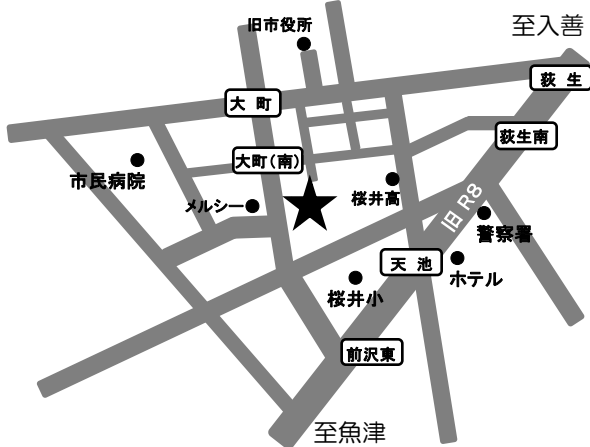 至入善
旧市役所
荻生
大町
荻生南
大町(南)
市民病院
メルシー
桜井高
旧R8
警察署
天池
ホテル
桜井小
前沢東
至魚津